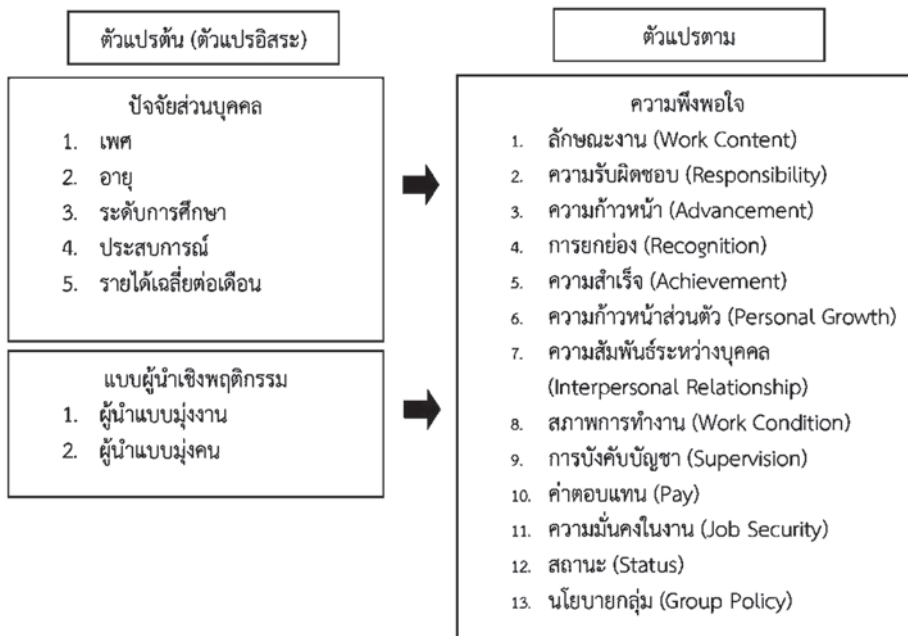 ตัวแปรต้น (ตัวแปรอิสระ)
ปัจจัยส่วนบุคคล
1. เพศ
2. อายุ
3. ระดับการศึกษา
4. ประสบการณ์
5. รายได้เฉลี่ยต่อเดือน
แบบผู้นำเชิงพฤติกรรม
1. ผู้นำแบบมุ่งงาน
2. ผู้นำแบบมุ่งคน
ตัวแปรตาม
ความพึงพอใจ
1. ลักษณะงาน (Work Content)
2. ความรับผิดชอบ (Responsibility)
3. ความก้าวหน้า (Advancement)
4. การยกย่อง (Recognition)
5. ความสำเร็จ (Achievement)
6. ความก้าวหน้าส่วนตัว (Personal Growth)
7. ความสัมพันธ์ระหว่างบุคคล
(Interpersonal Relationship)
8. สภาพการทำงาน (Work Condition)
9. การบังคับบัญชา (Supervision)
10. ค่าตอบแทน (Pay)
11. ความมั่นคงในงาน (Job Security)
12. สถานะ (Status)
13. นโยบายกลุ่ม (Group Policy)